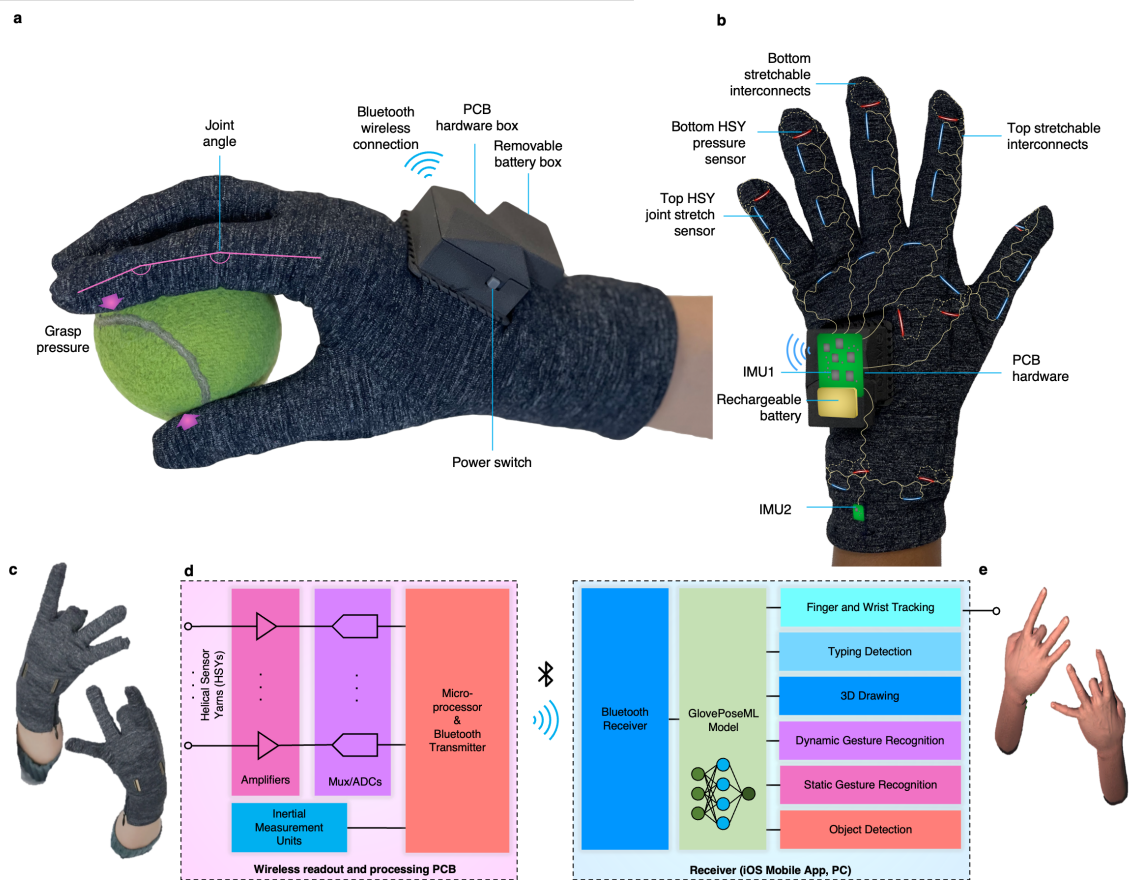 a
Joint
angle
Bluetooth
wireless
connection
PCB
hardware box
Removable
battery box
Grasp
pressure
Power switch
b
Bottom
stretchable
interconnects
Bottom HSY
pressure
sensor
Top HSY
joint stretch
sensor
Top stretchable
interconnects
IMU1
Rechargeable
battery
PCB
hardware
IMU2
c
d
Helical Sensor
Yarns (HSYs)
Amplifiers
Mux/ADCs
Micro-
processor
&
Bluetooth
Transmitter
Inertial
Measurement
Units
Wireless readout and processing PCB
Bluetooth
Receiver
GlovePoseML
Model
Finger and Wrist Tracking
Typing Detection
3D Drawing
Dynamic Gesture Recognition
Static Gesture Recognition
Object Detection
Receiver (iOS Mobile App, PC)
e